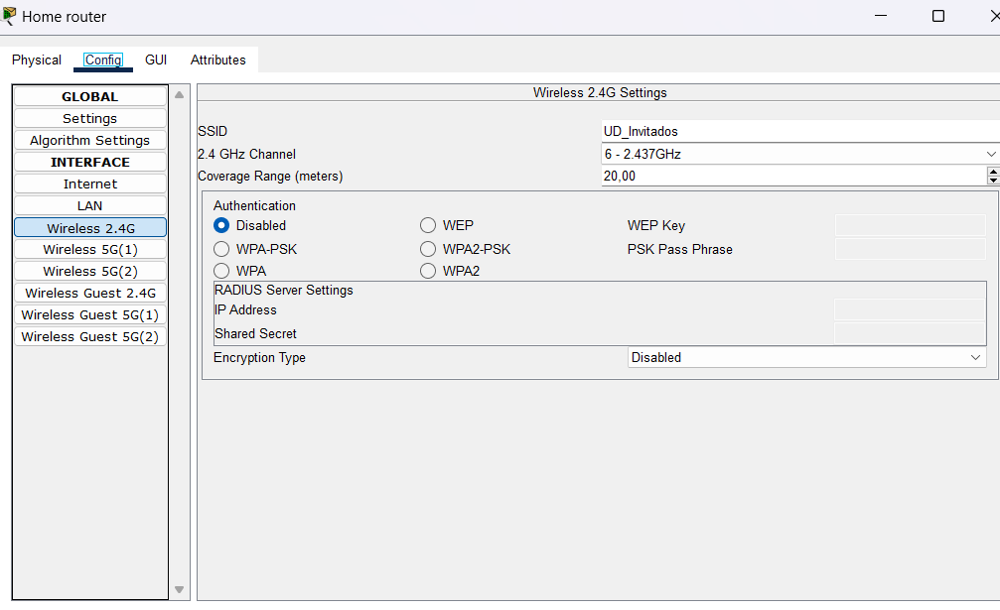 Home router
Physical Config GUI Attributes
GLOBAL
Settings
Algorithm Settings
INTERFACE
Internet
LAN
Wireless 2.4G
Wireless 5G(1)
Wireless 5G(2)
Wireless Guest 2.4G
Wireless Guest 5G(1)
Wireless Guest 5G(2)
Wireless 2.4G Settings
SSID UD_Invitados
2.4 GHz Channel 6 - 2.437GHz
Coverage Range (meters) 20,00
Authentication
Disabled WEP WEP Key
WPA-PSK WPA2-PSK PSK Pass Phrase
WPA WPA2
RADIUS Server Settings
IP Address
Shared Secret
Encryption Type Disabled